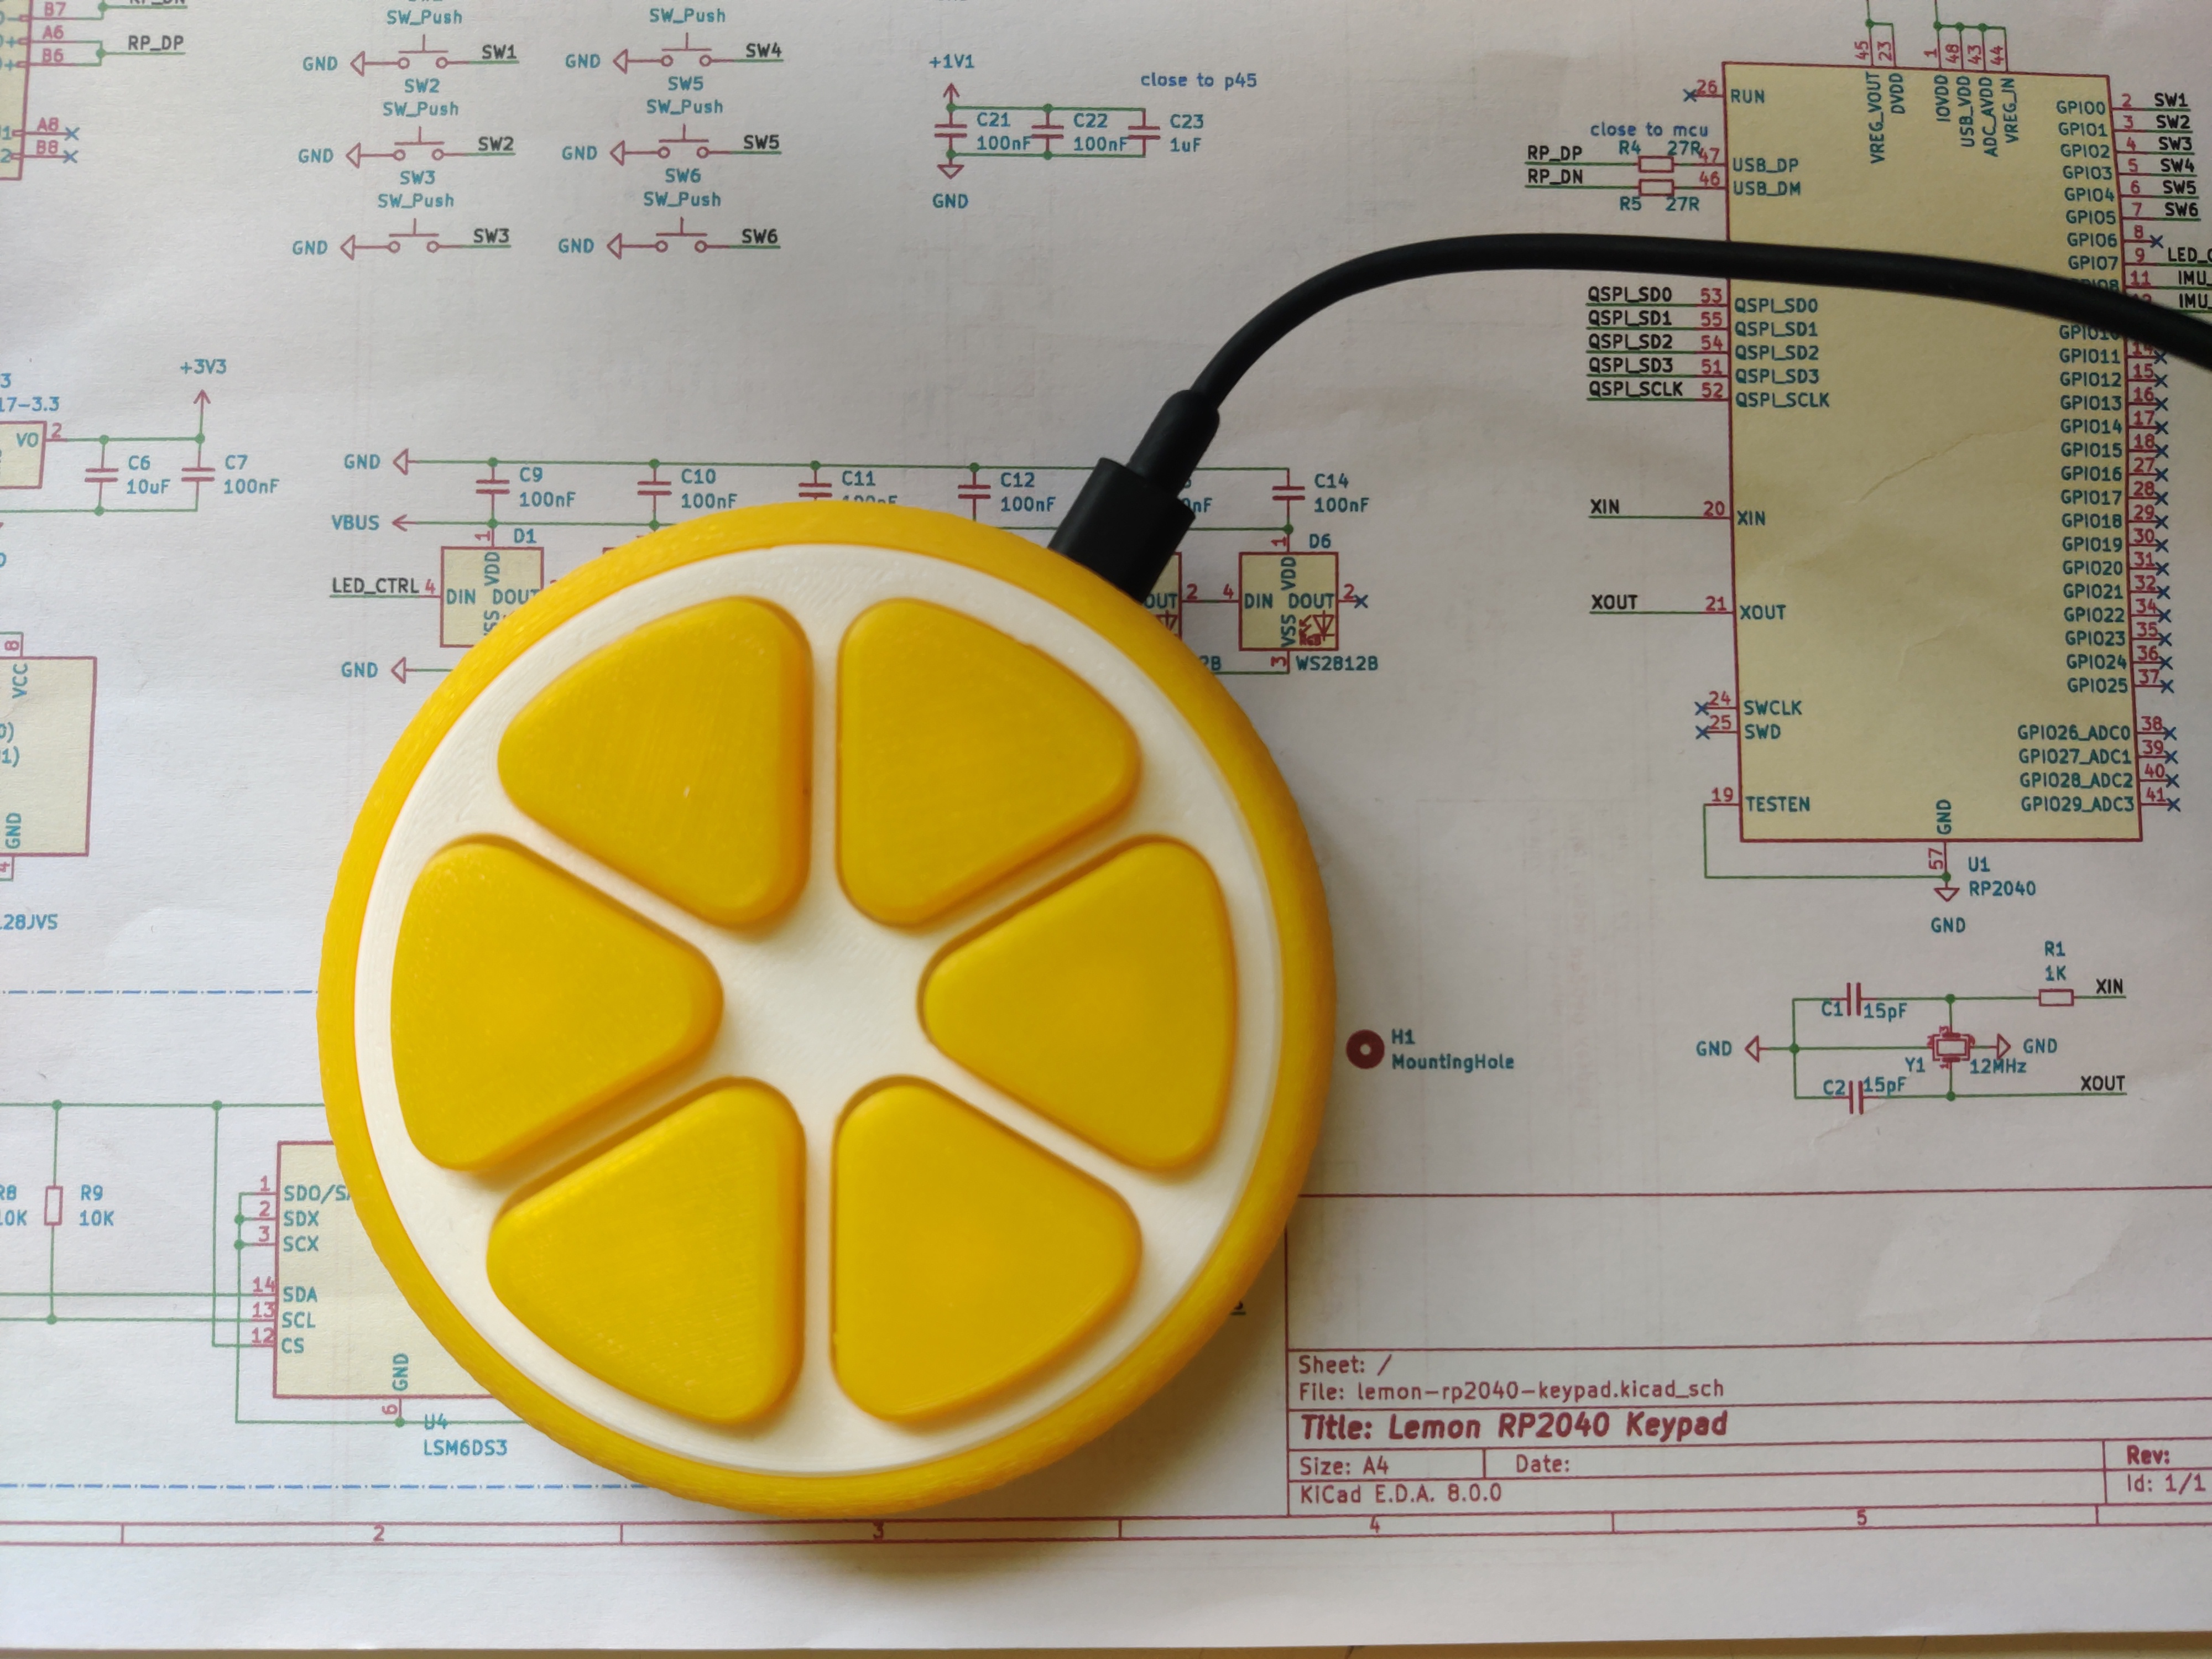 B7
A6
B6
RP_DP
A8
B8
SW_Push
GND
SW1
SW2
SW_Push
GND
SW2
SW3
SW_Push
GND
SW3
SW_Push
GND
SW4
SW5
SW_Push
GND
SW5
SW6
SW_Push
GND
SW6
+1V1
close to p45
C21
100nF
C22
100nF
C23
1uF
GND
close to mcu
RP_DP
R4
27R
47
USB_DP
RP_DN
46
USB_DM
R5
27R
26
RUN
45
23
1
48
43
44
VREG_VOUT
DVDD
IOVDD
USB_VDD
ADC_AVDD
VREG_IN
GPIO0
2
SW1
GPIO1
3
SW2
GPIO2
4
SW3
GPIO3
5
SW4
GPIO4
6
SW5
GPIO5
7
SW6
GPIO6
8
GPIO7
9
11
IMU_
IMU_
GPIO11
GPIO12
15
GPIO13
16
GPIO14
17
GPIO15
18
GPIO16
27
GPIO17
28
GPIO18
29
GPIO19
30
GPIO20
31
GPIO21
32
GPIO22
34
GPIO23
35
GPIO24
36
GPIO25
37
GPIO26_ADC0
38
GPIO27_ADC1
39
GPIO28_ADC2
40
GPIO29_ADC3
41
QSPI_SD0
53
QSPI_SD0
QSPI_SD1
55
QSPI_SD1
QSPI_SD2
54
QSPI_SD2
QSPI_SD3
51
QSPI_SD3
QSPI_SCLK
52
QSPI_SCLK
XIN
20
XIN
XOUT
21
XOUT
24
SWCLK
25
SWD
19
TESTEN
GND
57
U1
RP2040
GND
+3V3
17-3.3
VO
2
C6
10uF
C7
100nF
GND
C9
100nF
C10
100nF
C11
C12
100nF
C14
100nF
VBUS
D1
1
VDD
LED_CTRL
4
DIN
DOUT
GND
D6
1
VDD
2
4
DIN
DOUT
2
VSS
3
WS2812B
8
VCC
GND
28JVS
R9
10K
1
2
SDX
3
SCX
14
SDA
13
SCL
12
CS
GND
6
U4
LSM6DS3
H1
MountingHole
R1
1K
XIN
C1
15pF
GND
GND
Y1
12MHz
C2
15pF
XOUT
Sheet: /
File: lemon-rp2040-keypad.kicad_sch
Title: Lemon RP2040 Keypad
Size: A4
Date:
Rev:
KiCad E.D.A. 8.0.0
Id: 1/1
2
3
4
5